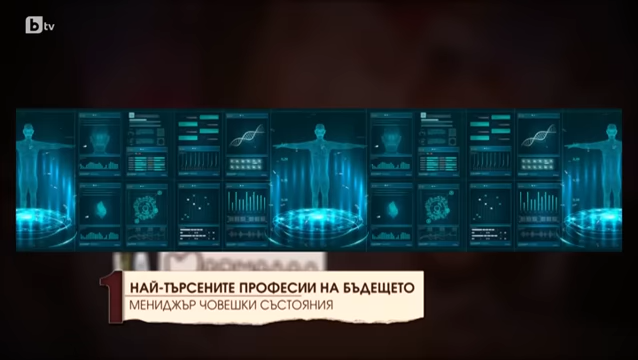 btv
1
НАЙ-ТЪРСЕНИТЕ ПРОФЕСИИ НА БЪДЕЩЕТО
МЕНИДЖЪР ЧОВЕШКИ СЪСТОЯНИЯ